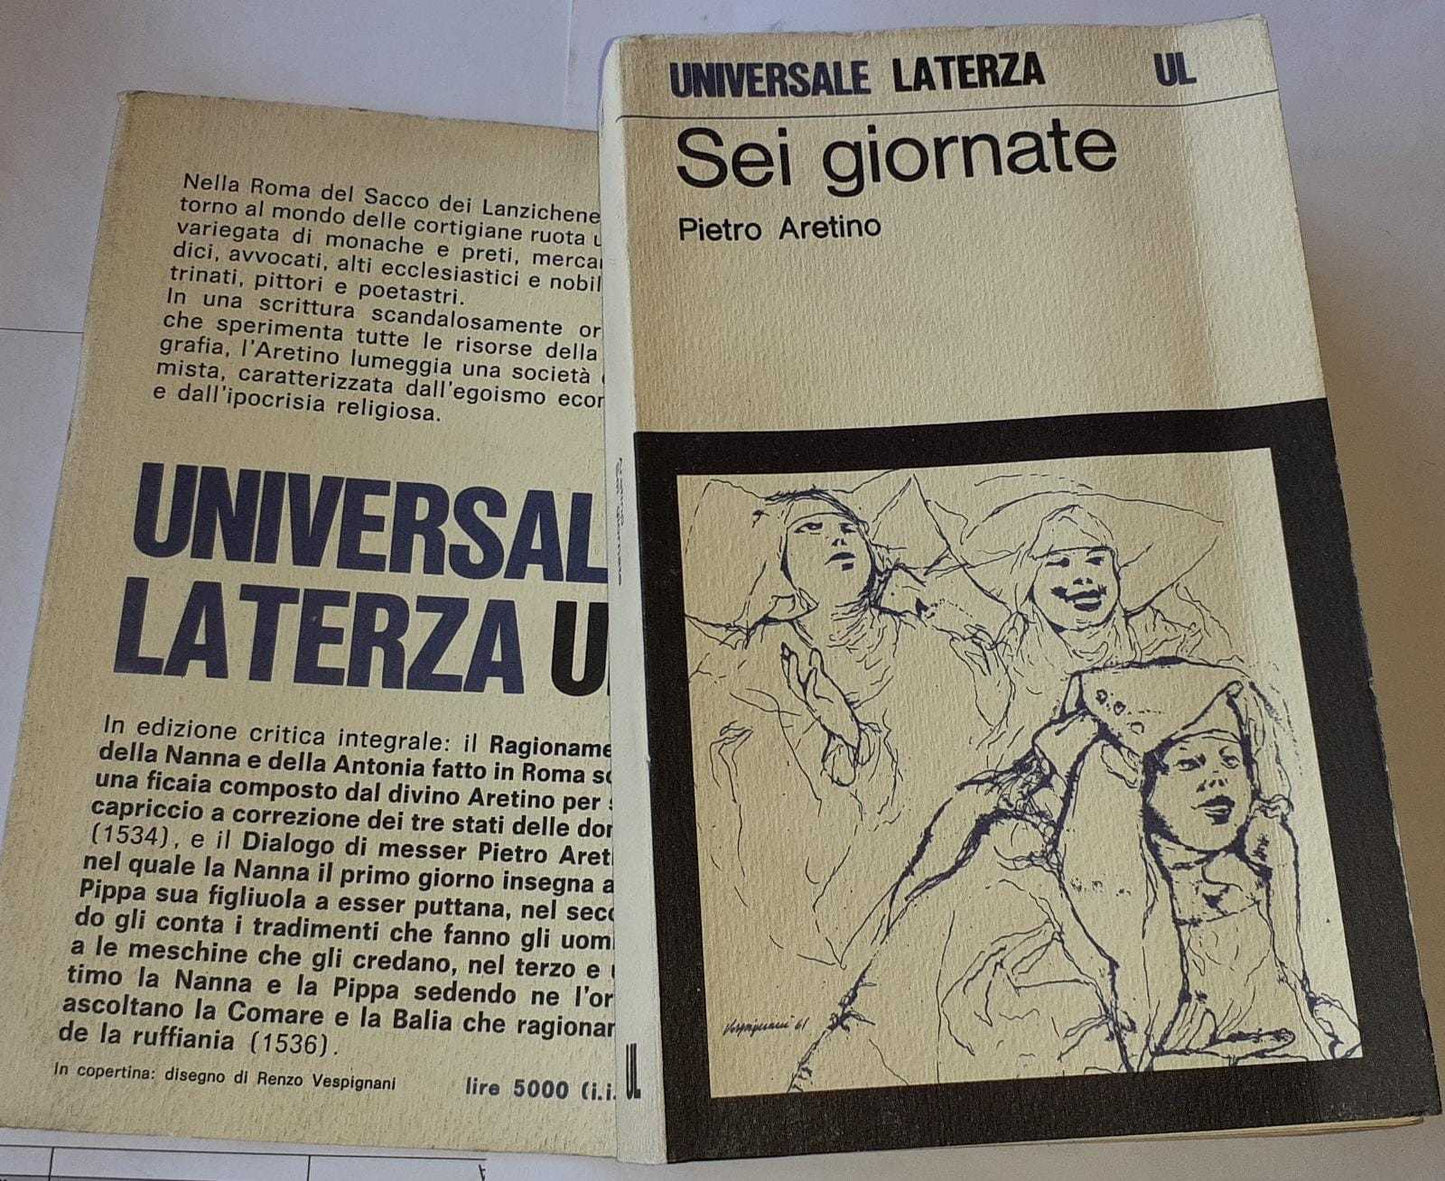 Nella Roma del Sacco dei Lanzichene
torno al mondo delle cortigiane ruota u
variegata di monache e preti, mercan
dici, avvocati, alti ecclesiastici e nobil
trinati, pittori e poetastri.
In una scrittura scandalosamente or
che sperimenta tutte le risorse della
grafia, l'Aretino lumeggia una società
mista, caratterizzata dall'egoismo econ
e dall'ipocrisia religiosa.
UNIVERSAL
LATERZA U
In edizione critica integrale: il Ragioname
della Nanna e della Antonia fatto in Roma so
una ficaia composto dal divino Aretino per s
capriccio a correzione dei tre stati delle don
(1534), e il Dialogo di messer Pietro Aret
nel quale la Nanna il primo giorno insegna a
Pippa sua figliuola a esser puttana, nel seco
do gli conta i tradimenti che fanno gli uom
a le meschine che gli credano, nel terzo e u
timo la Nanna e la Pippa sedendo ne l'or
ascoltano la Comare e la Balia che ragionan
de la ruffiania (1536).
In copertina: disegno di Renzo Vespignani
lire 5000 (i.i.
UL
UNIVERSALE LATERZA UL
Sei giornate
Pietro Aretino
Vespignani 61